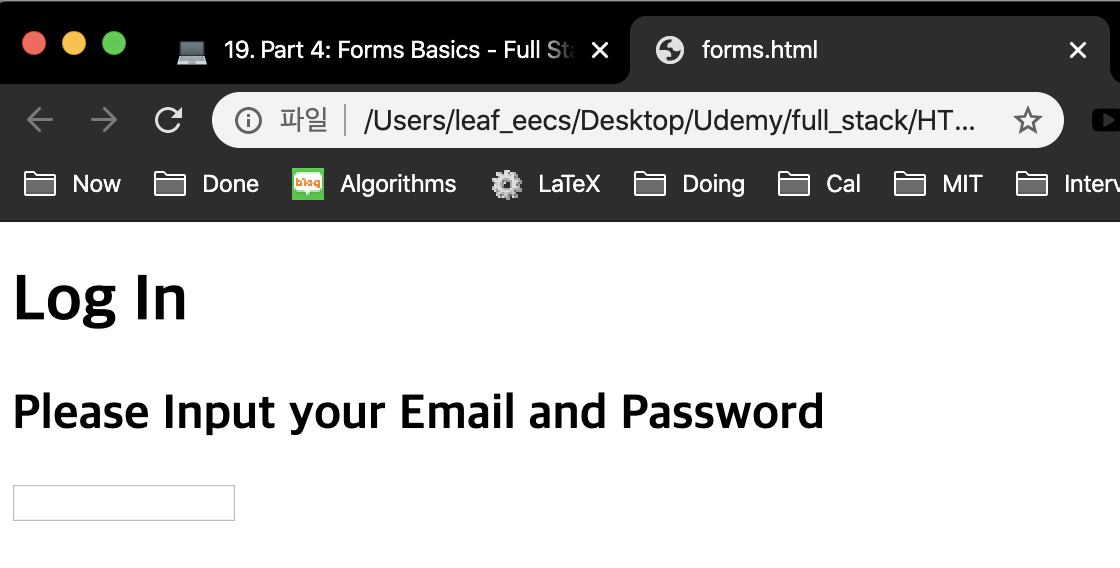 19. Part 4: Forms Basics - Full Sta
forms.html
파일 /Users/leaf_eecs/Desktop/Udemy/full_stack/HT...
Now Done blog Algorithms LaTeX Doing Cal MIT Interv
Log In
Please Input your Email and Password